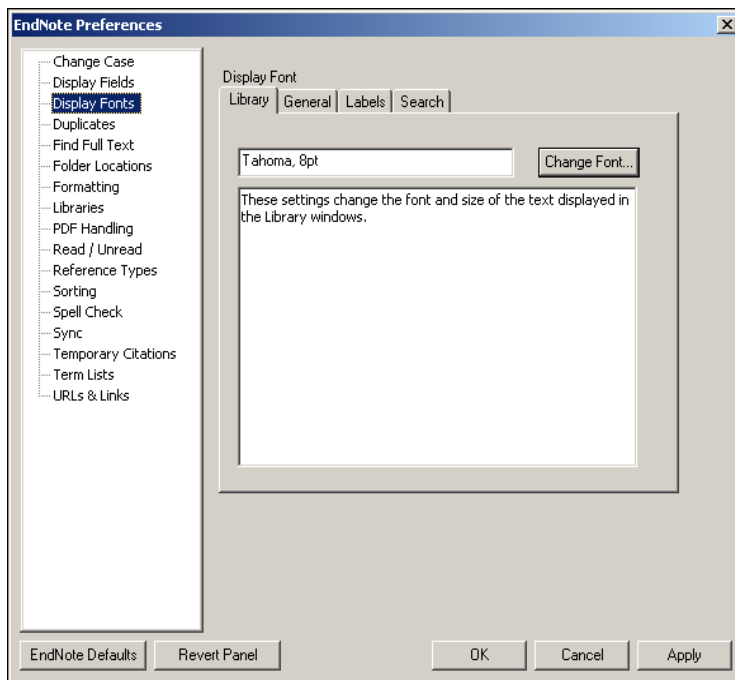 EndNote Preferences
Change Case
Display Fields
Display Fonts
Duplicates
Find Full Text
Folder Locations
Formatting
Libraries
PDF Handling
Read / Unread
Reference Types
Sorting
Spell Check
Sync
Temporary Citations
Term Lists
URLs & Links
Display Font
Library General Labels Search
Tahoma, 8pt Change Font...
These settings change the font and size of the text displayed in
the Library windows.
EndNote Defaults Revert Panel OK Cancel Apply